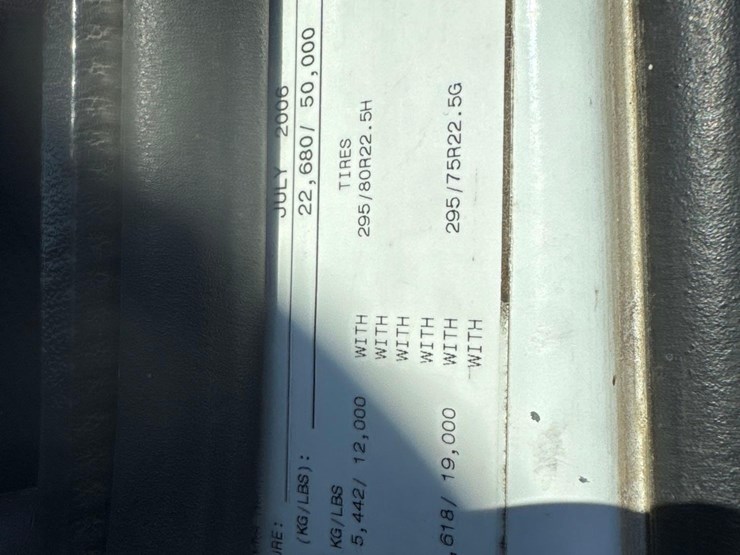 RE: JULY 2006
(KG/LBS): 22,680/ 50,000
KG/LBS TIRES
5,442/ 12,000 WITH 295/80R22.5H
WITH
WITH
WITH
618/ 19,000 WITH 295/75R22.5G
WITH